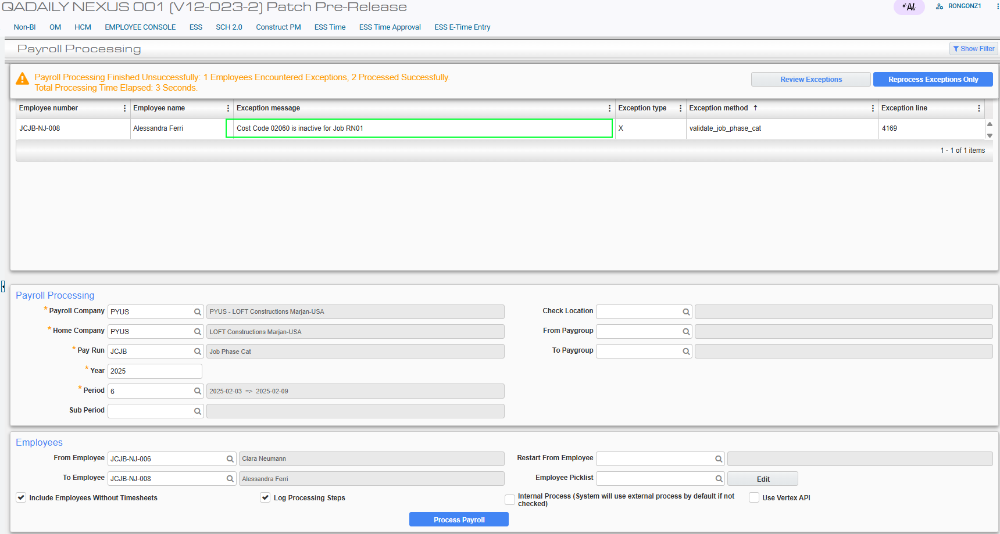 QADAILY NEXUS 001 (V12-023-2) Patch Pre-Release
AI
RONGONZ1
Non-BI OM HCM EMPLOYEE CONSOLE ESS SCH 2.0 Construct PM ESS Time ESS Time Approval ESS E-Time Entry
Payroll Processing
Show Filter
Payroll Processing Finished Unsuccessfully: 1 Employees Encountered Exceptions, 2 Processed Successfully.
Total Processing Time Elapsed: 3 Seconds.
Review Exceptions
Reprocess Exceptions Only
Employee number Employee name Exception message Exception type Exception method ↑ Exception line
JCJB-NJ-008 Alessandra Ferri Cost Code 02060 is inactive for Job RN01 X validate_job_phase_cat 4169
1 - 1 of 1 items
Payroll Processing
* Payroll Company PYUS PYUS - LOFT Constructions Marjan-USA Check Location
* Home Company PYUS LOFT Constructions Marjan-USA From Paygroup
* Pay Run JCJB Job Phase Cat To Paygroup
* Year 2025
* Period 6 2025-02-03 => 2025-02-09
Sub Period
Employees
From Employee JCJB-NJ-006 Clara Neumann Restart From Employee
To Employee JCJB-NJ-008 Alessandra Ferri Employee Picklist Edit
Include Employees Without Timesheets Log Processing Steps Internal Process (System will use external process by default if not
checked) Use Vertex API
Process Payroll